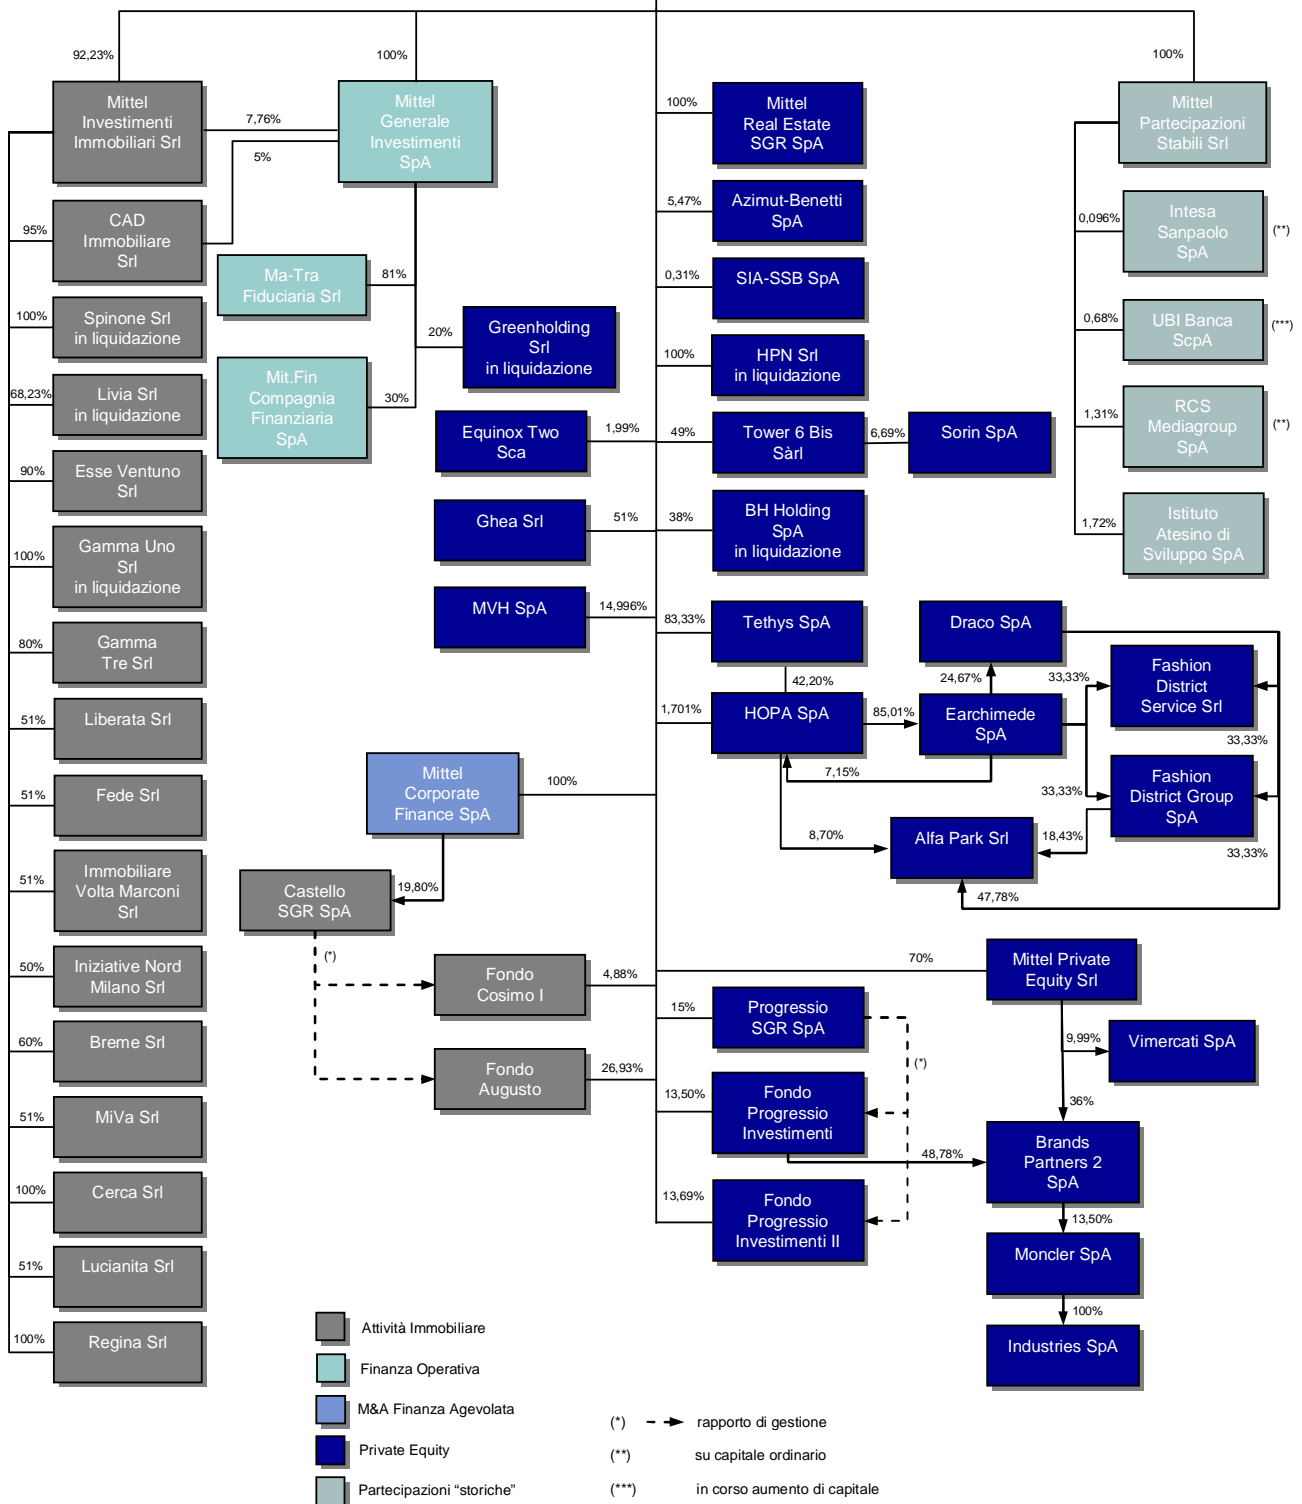 92,23%
100%
100%
Mittel
Investimenti
Immobiliari Srl
7,76%
5%
Mittel
Generale
Investimenti
SpA
100%
Mittel
Real Estate
SGR SpA
Mittel
Partecipazioni
Stabili Srl
95%
CAD
Immobiliare
Srl
5,47%
Azimut-Benetti
SpA
0,096%
Intesa
Sanpaolo
SpA
(**)
Ma-Tra
Fiduciaria Srl
81%
0,31%
SIA-SSB SpA
100%
Spinone Srl
in liquidazione
20%
Greenholding
Srl
in liquidazione
100%
HPN Srl
in liquidazione
0,68%
UBI Banca
ScpA
(***)
68,23%
Livia Srl
in liquidazione
Mit.Fin
Compagnia
Finanziaria
SpA
30%
1,31%
RCS
Mediagroup
SpA
(**)
Equinox Two
Sca
1,99%
49%
Tower 6 Bis
Sàrl
6,69%
Sorin SpA
90%
Esse Ventuno
Srl
Ghea Srl
51%
38%
BH Holding
SpA
in liquidazione
1,72%
Istituto
Atesino di
Sviluppo SpA
100%
Gamma Uno
Srl
in liquidazione
MVH SpA
14,996%
83,33%
Tethys SpA
Draco SpA
80%
Gamma
Tre Srl
42,20%
24,67%
33,33%
Fashion
District
Service Srl
51%
Liberata Srl
1,701%
HOPA SpA
85,01%
Earchimede
SpA
33,33%
7,15%
Mittel
Corporate
Finance SpA
100%
33,33%
Fashion
District Group
SpA
51%
Fede Srl
8,70%
Alfa Park Srl
18,43%
33,33%
47,78%
51%
Immobiliare
Volta Marconi
Srl
Castello
SGR SpA
19,80%
(*)
50%
Iniziative Nord
Milano Srl
Fondo
Cosimo I
4,88%
70%
Mittel Private
Equity Srl
15%
Progressio
SGR SpA
(*)
9,99%
Vimercati SpA
60%
Breme Srl
Fondo
Augusto
26,93%
13,50%
Fondo
Progressio
Investimenti
36%
51%
MiVa Srl
48,78%
Brands
Partners 2
SpA
100%
Cerca Srl
13,69%
Fondo
Progressio
Investimenti II
13,50%
51%
Lucianita Srl
Moncler SpA
100%
100%
Regina Srl
Industries SpA
Attività Immobiliare
Finanza Operativa
M&A Finanza Agevolata
Private Equity
Partecipazioni “storiche”
(*) rapporto di gestione
(**) su capitale ordinario
(***) in corso aumento di capitale